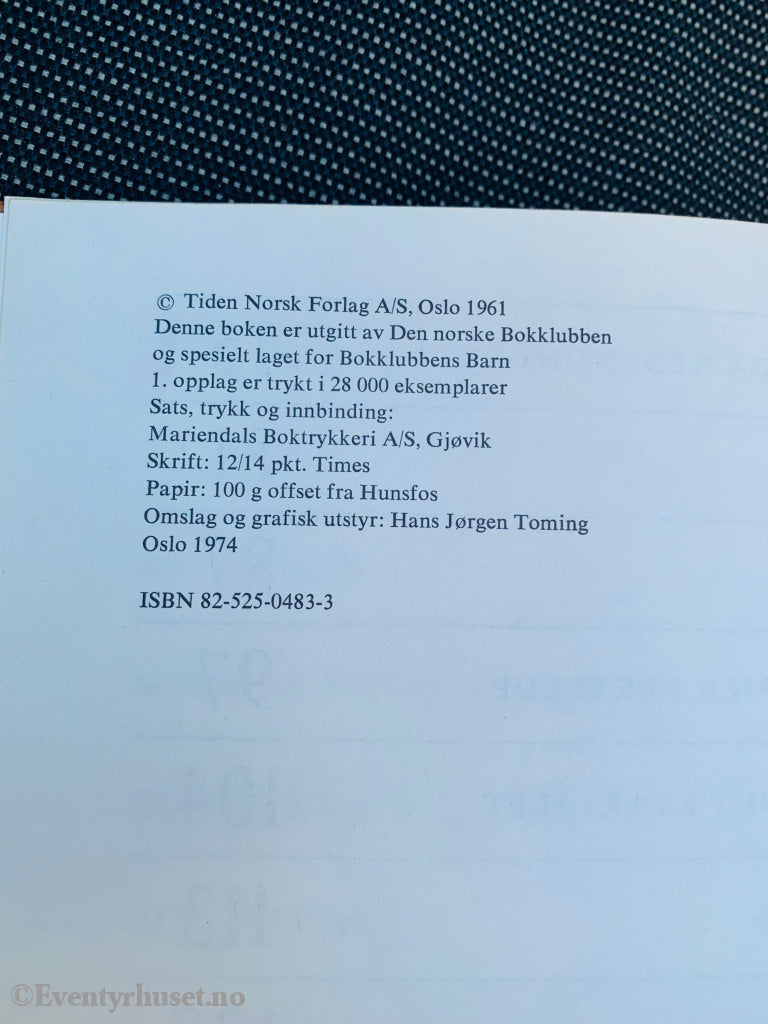 © Tiden Norsk Forlag A/S, Oslo 1961
Denne boken er utgitt av Den norske Bokklubben
og spesielt laget for Bokklubbens Barn
1. opplag er trykt i 28 000 eksemplarer
Sats, trykk og innbinding:
Mariendals Boktrykkeri A/S, Gjøvik
Skrift: 12/14 pkt. Times
Papir: 100 g offset fra Hunsfos
Omslag og grafisk utstyr: Hans Jørgen Toming
Oslo 1974
ISBN 82-525-0483-3
97
104
113
©Eventyrhuset.no